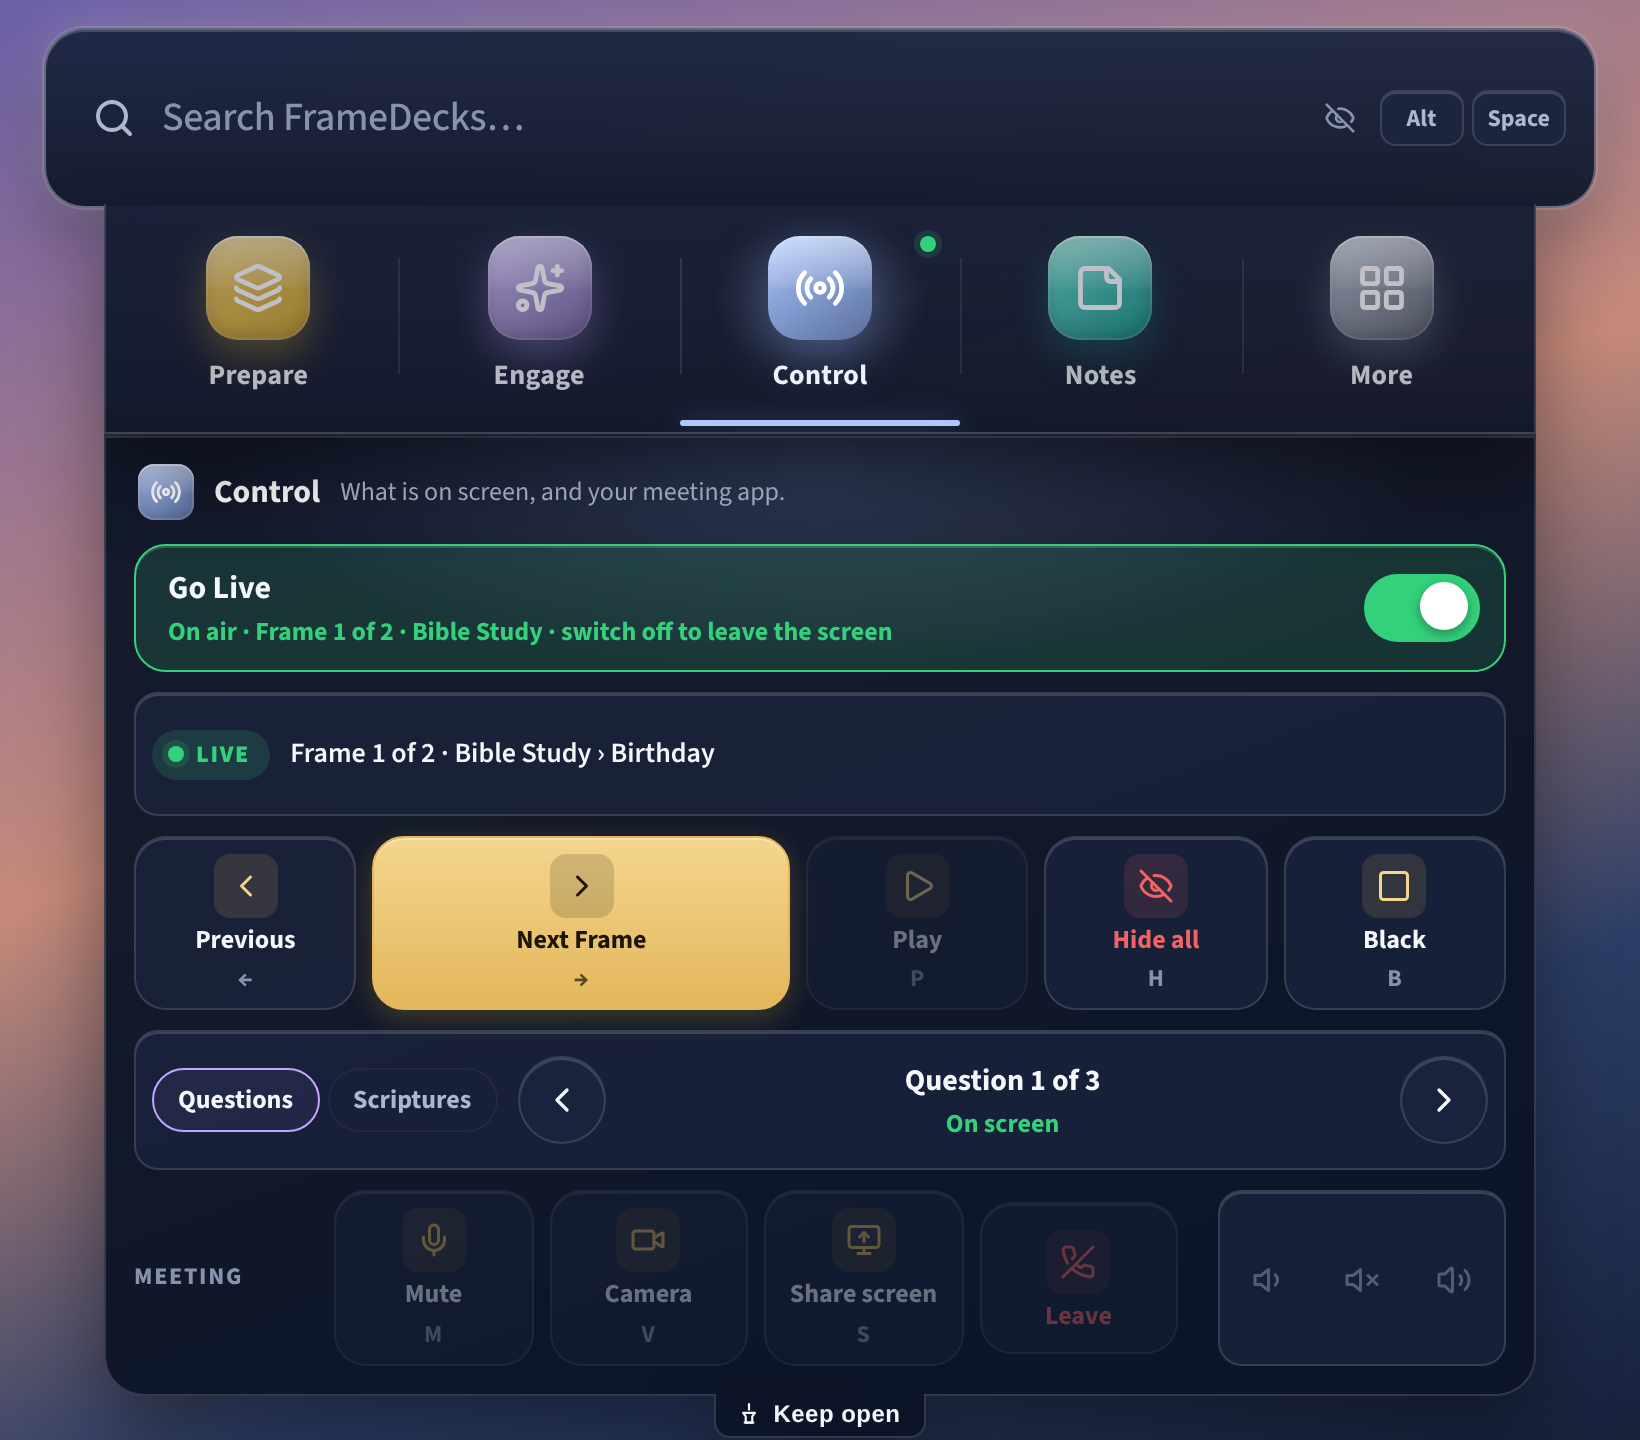 Search FrameDecks…
Alt
Space
Prepare
Engage
Control
Notes
More
Control
What is on screen, and your meeting app.
Go Live
On air · Frame 1 of 2 · Bible Study · switch off to leave the screen
LIVE
Frame 1 of 2 · Bible Study › Birthday
Previous
←
Next Frame
→
Play
P
Hide all
H
Black
B
Questions
Scriptures
Question 1 of 3
On screen
MEETING
Mute
M
Camera
V
Share screen
S
Leave
Keep open